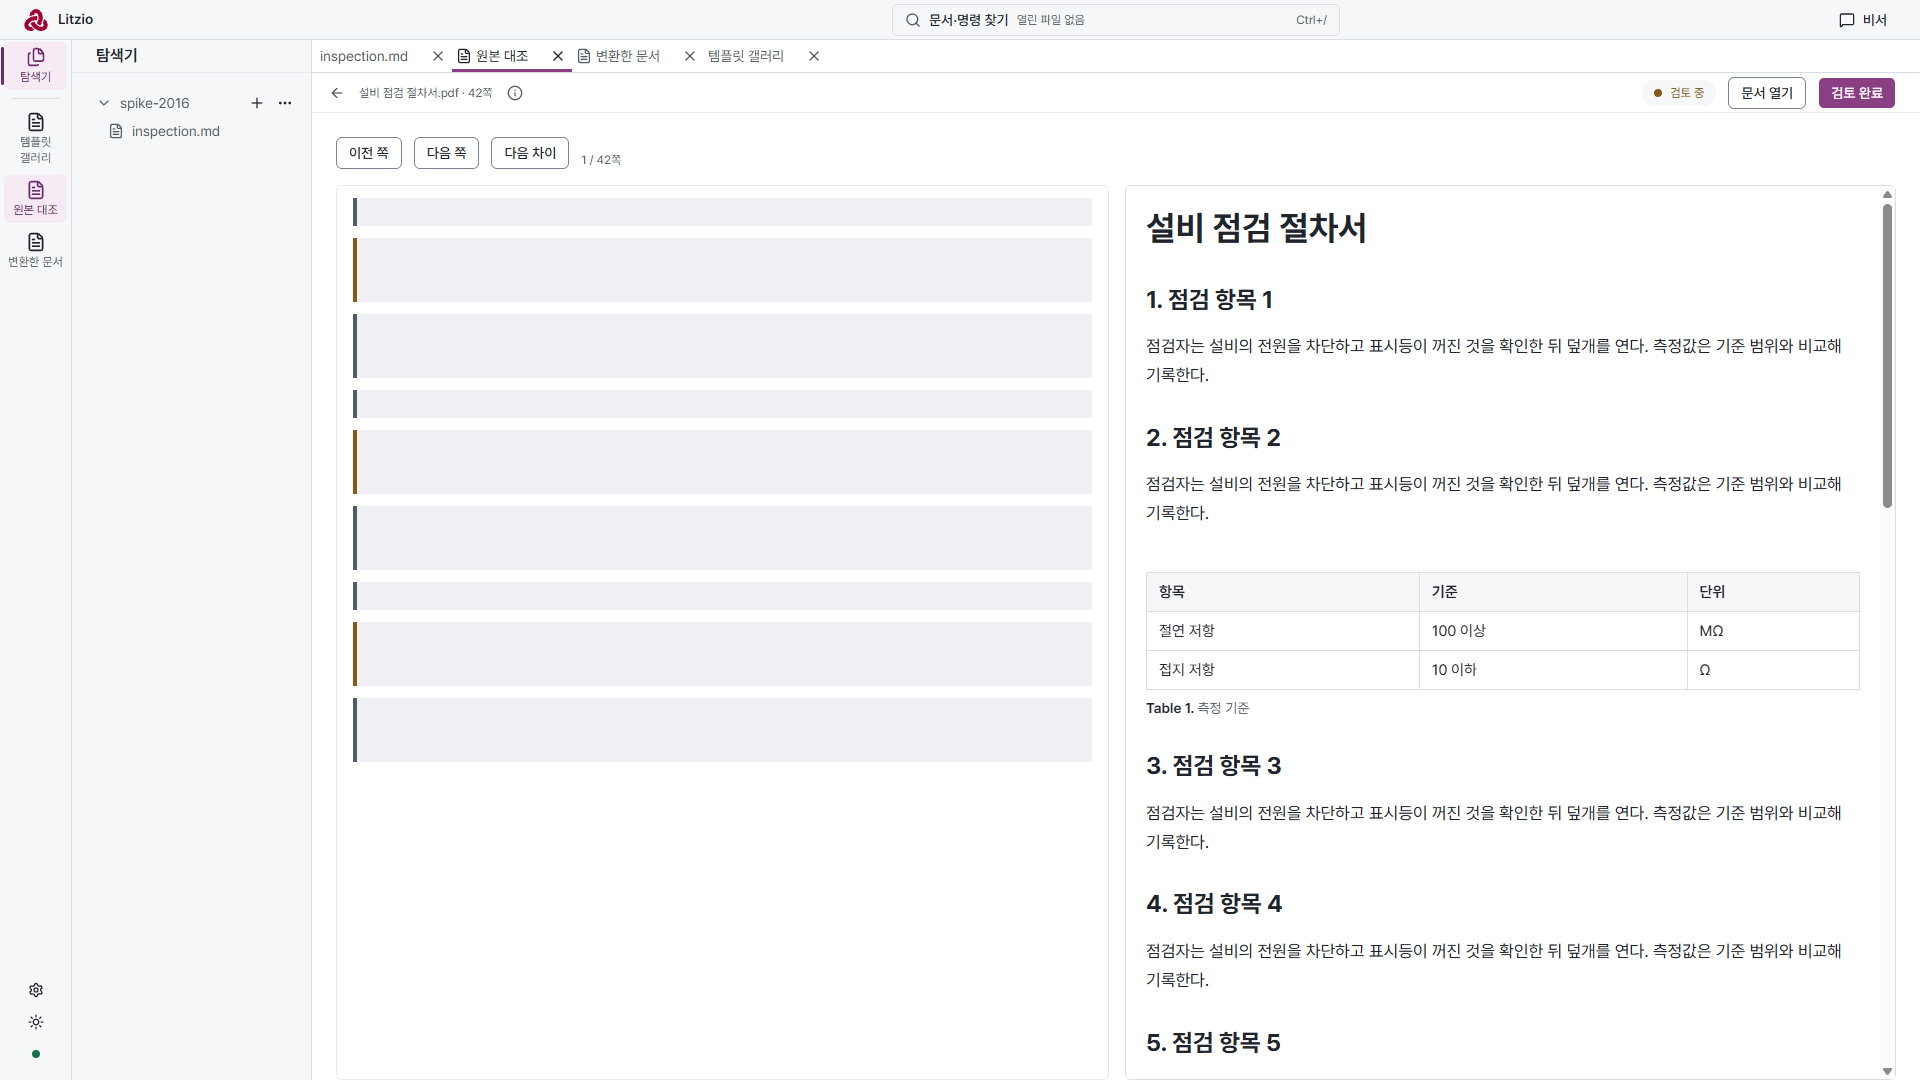 Litzio
문서·명령 찾기 열린 파일 없음 Ctrl+/
비서
탐색기
템플릿
갤러리
원본 대조
변환한 문서
탐색기
spike-2016
inspection.md
inspection.md
원본 대조
변환한 문서
템플릿 갤러리
설비 점검 절차서.pdf · 42쪽
검토 중
문서 열기
검토 완료
이전 쪽
다음 쪽
다음 차이
1 / 42쪽
설비 점검 절차서
1. 점검 항목 1
점검자는 설비의 전원을 차단하고 표시등이 꺼진 것을 확인한 뒤 덮개를 연다. 측정값은 기준 범위와 비교해
기록한다.
2. 점검 항목 2
점검자는 설비의 전원을 차단하고 표시등이 꺼진 것을 확인한 뒤 덮개를 연다. 측정값은 기준 범위와 비교해
기록한다.
항목 기준 단위
절연 저항 100 이상 MΩ
접지 저항 10 이하 Ω
Table 1. 측정 기준
3. 점검 항목 3
점검자는 설비의 전원을 차단하고 표시등이 꺼진 것을 확인한 뒤 덮개를 연다. 측정값은 기준 범위와 비교해
기록한다.
4. 점검 항목 4
점검자는 설비의 전원을 차단하고 표시등이 꺼진 것을 확인한 뒤 덮개를 연다. 측정값은 기준 범위와 비교해
기록한다.
5. 점검 항목 5